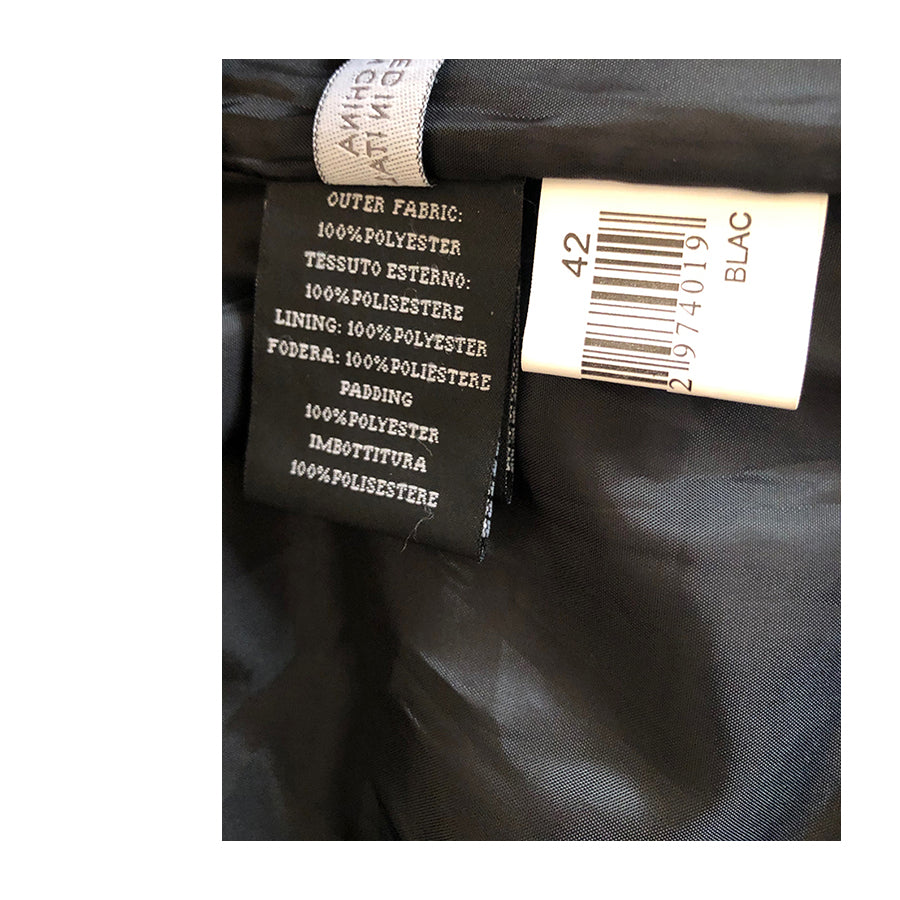 CHINA
OUTER FABRIC:
100%POLYESTER
TESSUTO ESTERNO:
100%POLISESTERE
LINING: 100%POLYESTER
FODERA: 100%POLIESTERE
PADDING
100%POLYESTER
IMBOTTITURA
100%POLISESTERE
42
2974019
BLAC